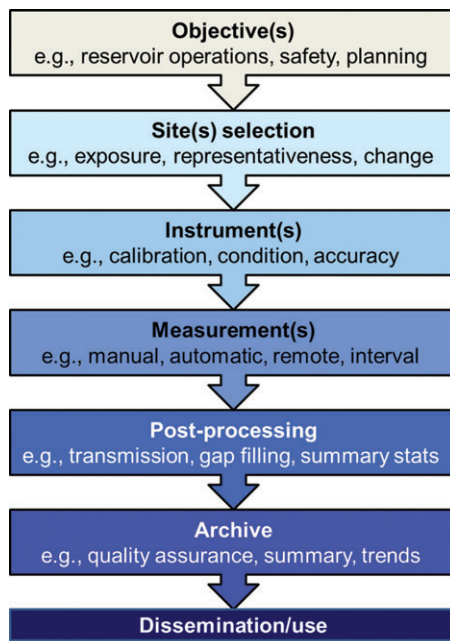 Objective(s)
e.g., reservoir operations, safety, planning
Site(s) selection
e.g., exposure, representativeness, change
Instrument(s)
e.g., calibration, condition, accuracy
Measurement(s)
e.g., manual, automatic, remote, interval
Post-processing
e.g., transmission, gap filling, summary stats
Archive
e.g., quality assurance, summary, trends
Dissemination/use